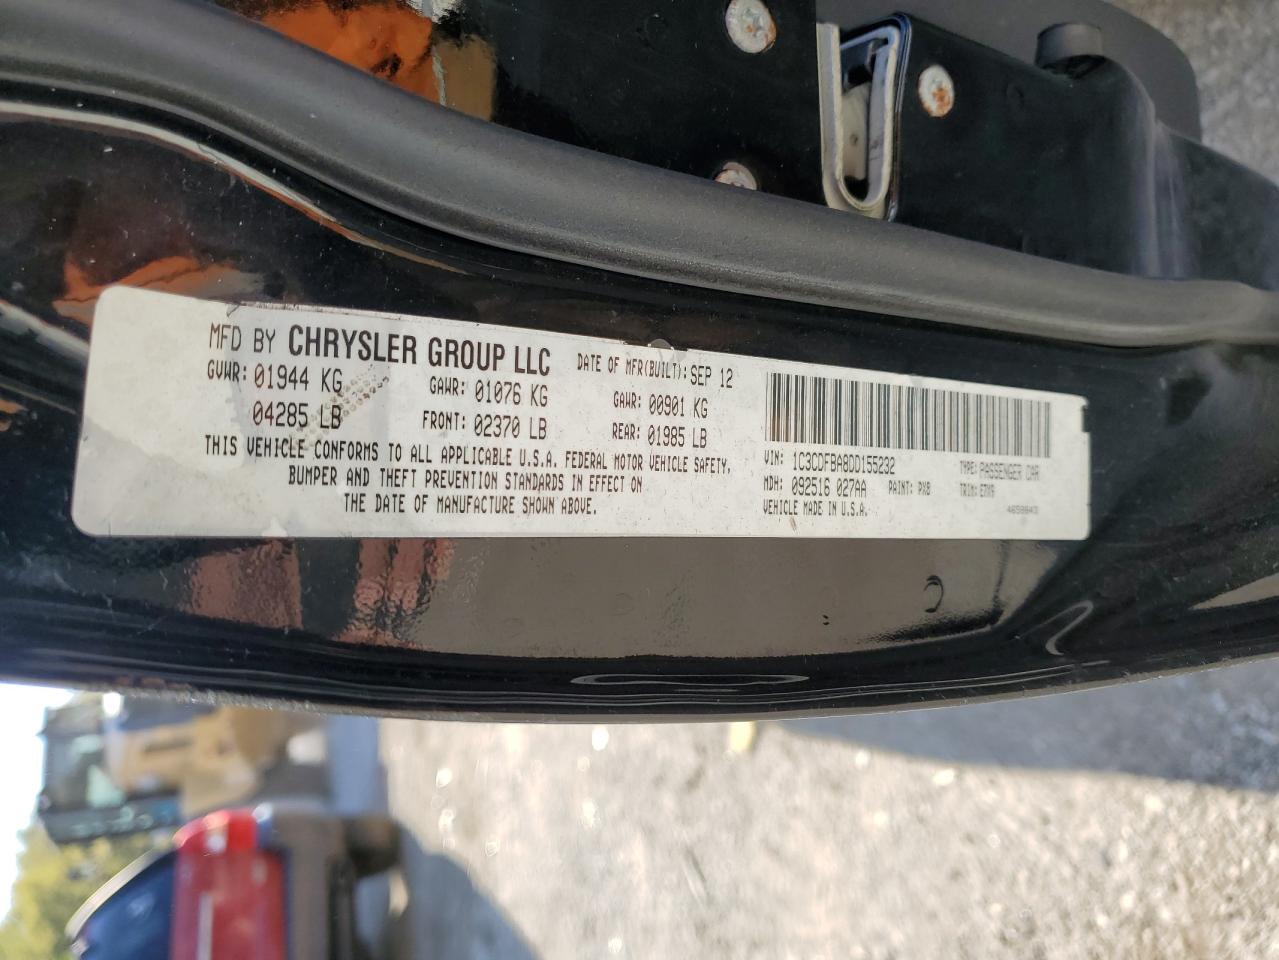 MFD BY CHRYSLER GROUP LLC DATE OF MFR(BUILT): SEP 12
GVWR: 01944 KG GAWR: 01076 KG GAWR: 00901 KG
04285 LB FRONT: 02370 LB REAR: 01985 LB
THIS VEHICLE CONFORMS TO ALL APPLICABLE U.S.A. FEDERAL MOTOR VEHICLE SAFETY,
BUMPER AND THEFT PREVENTION STANDARDS IN EFFECT ON
THE DATE OF MANUFACTURE SHOWN ABOVE.
VIN: 1C3CDFBA8DD155232 TYPE: PASSENGER CAR
MDH: 092516 027AA PAINT: PX8 TRIM: E7X9
VEHICLE MADE IN U.S.A.